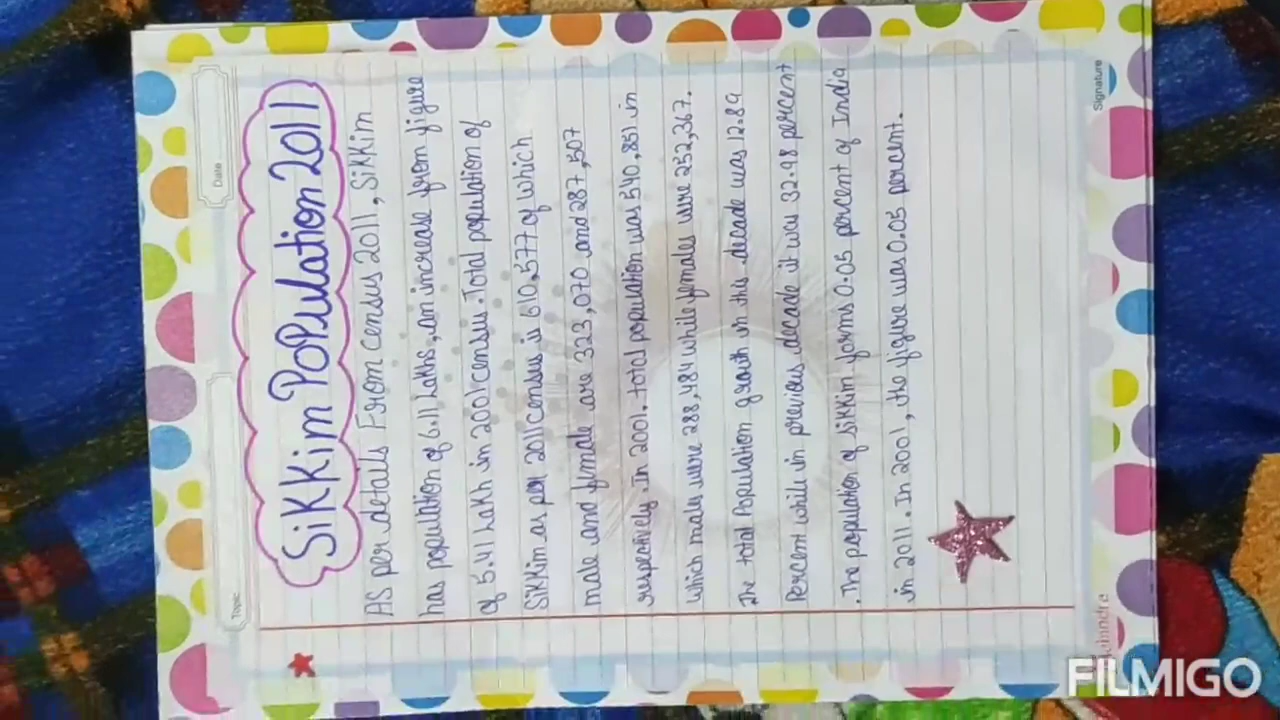 Date
Topic
SiKKim PoPulation 2011
AS per details From census 2011, SiKKim
has population of 6.11 Lakhs, an increase from figure
of 5.41 LaKh in 2001 census. Total population of
SiKKim as per 2011 census is 610,577 of which
male and female are 323,070 and 287,507
respectively. In 2001, total population was 540,851 in
which males were 288,484 while females were 252,367.
The total Population growth in this decade was 12.89
Percent while in previous decade it was 32.98 percent
. The population of SiKKim forms 0.05 percent of India
in 2011. In 2001, the figure was 0.05 percent.
Signature
FILMIGO